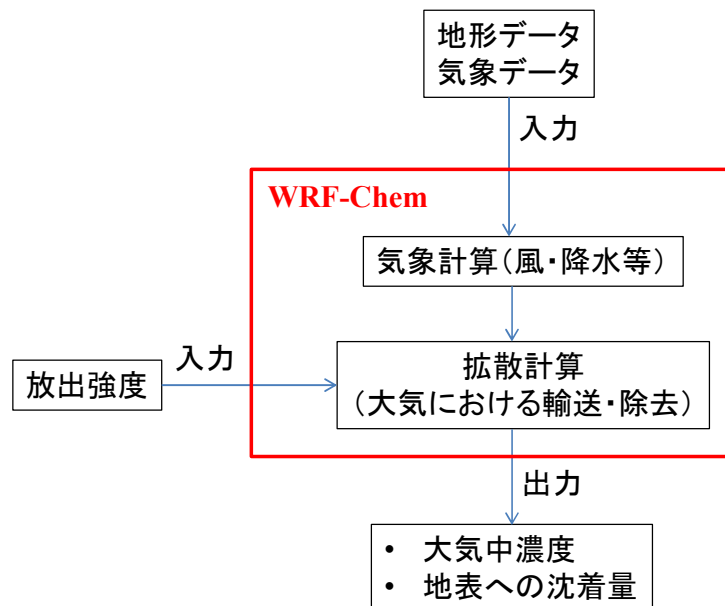 地形データ
気象データ
入力
WRF-Chem
気象計算(風・降水等)
入力
放出強度
拡散計算
(大気における輸送・除去)
出力
• 大気中濃度
• 地表への沈着量